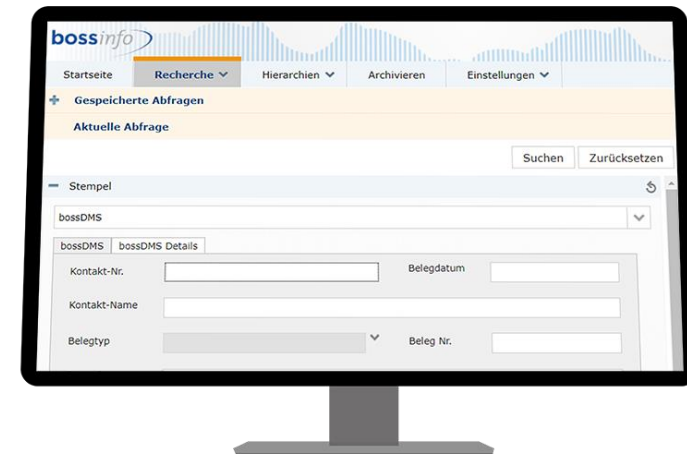 bossinfo
Startseite Recherche Hierarchien Archivieren Einstellungen
Gespeicherte Abfragen
Aktuelle Abfrage
Suchen Zurücksetzen
Stempel
bossDMS
bossDMS bossDMS Details
Kontakt-Nr. Belegdatum
Kontakt-Name
Belegtyp Beleg Nr.